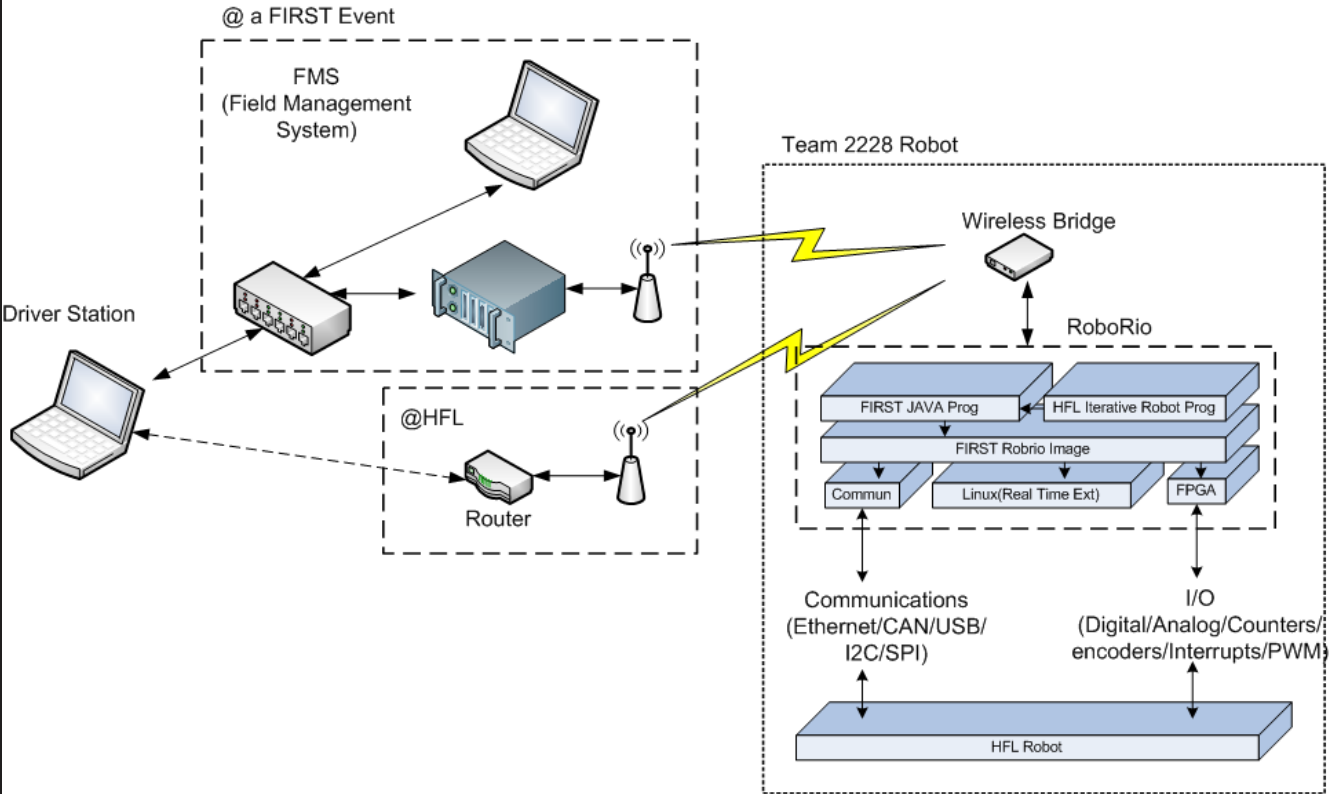 @ a FIRST Event
FMS
(Field Management
System)
Team 2228 Robot
Wireless Bridge
Driver Station
RoboRio
@HFL
FIRST JAVA Prog
HFL Iterative Robot Prog
FIRST Robrio Image
Commun
Linux(Real Time Ext)
FPGA
Router
Communications
(Ethernet/CAN/USB/
I2C/SPI)
I/O
(Digital/Analog/Counters/
encoders/Interrupts/PWM)
HFL Robot